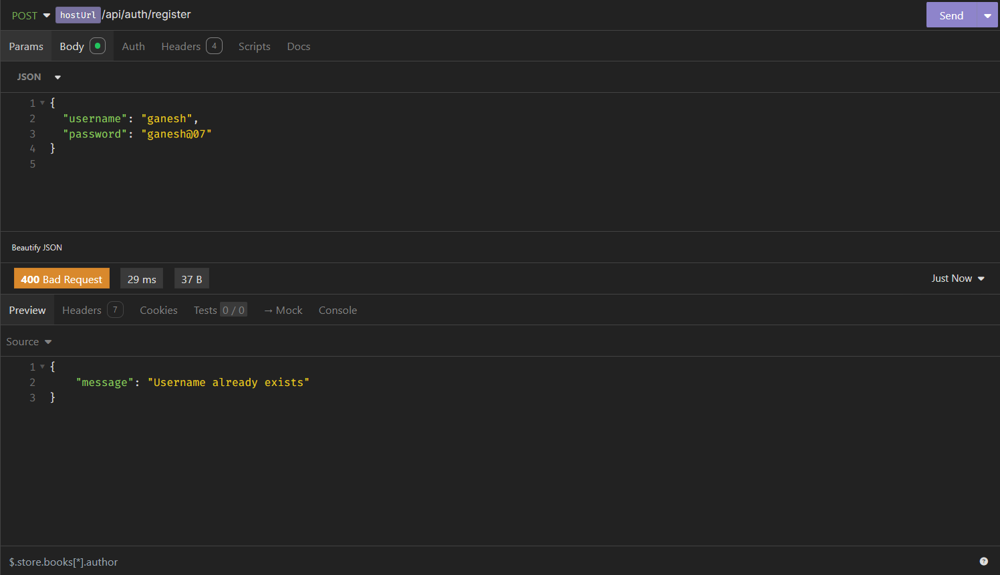 POST hostUrl/api/auth/register Send
Params Body Auth Headers 4 Scripts Docs
JSON
1 {
2 "username": "ganesh",
3 "password": "ganesh@07"
4 }
5
Beautify JSON
400 Bad Request 29 ms 37 B Just Now
Preview Headers 7 Cookies Tests 0 / 0 → Mock Console
Source
1 {
2 "message": "Username already exists"
3 }
$.store.books[*].author ?